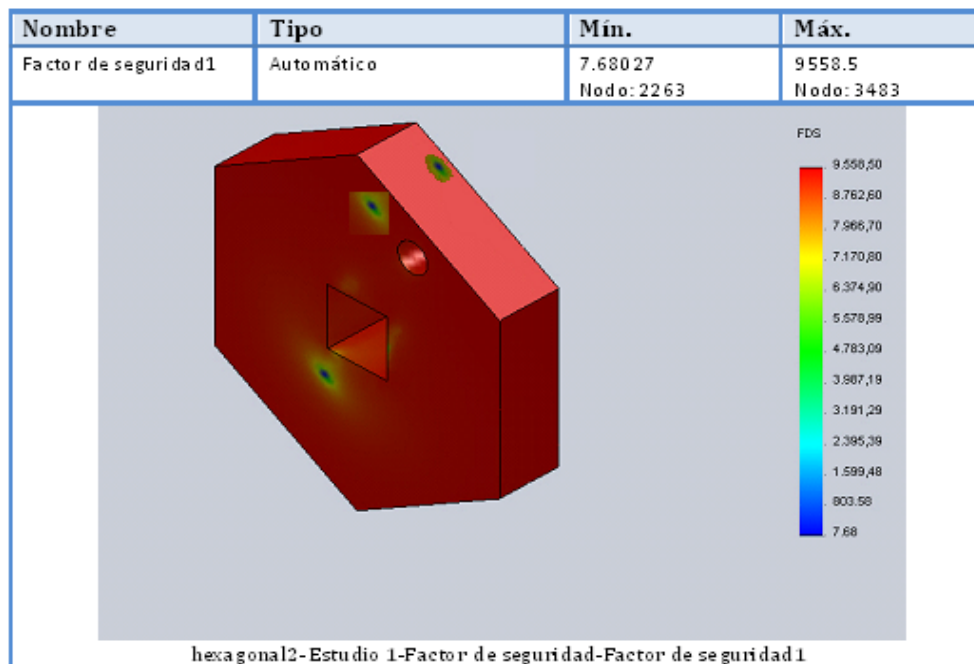 Nombre Tipo Mín. Máx.
Factor de seguridad1 Automático 7.68027 9558.5
Nodo: 2263 Nodo: 3483
FDS
9.558,50
8.762,60
7.966,70
7.170,80
6.374,90
5.578,99
4.783,09
3.987,19
3.191,29
2.395,39
1.599,48
803.58
7.68
hexagonal2-Estudio 1-Factor de seguridad-Factor de seguridad1